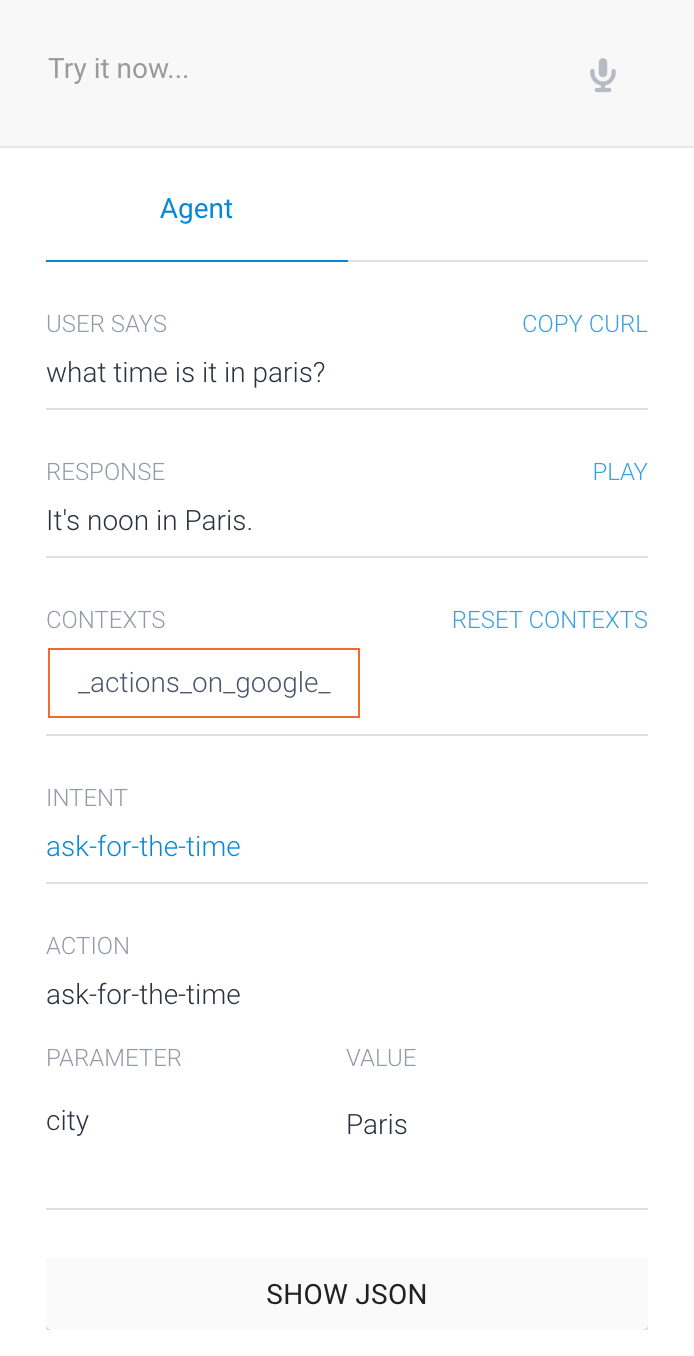 Try it now...
Agent
USER SAYS COPY CURL
what time is it in paris?
RESPONSE PLAY
It's noon in Paris.
CONTEXTS RESET CONTEXTS
_actions_on_google_
INTENT
ask-for-the-time
ACTION
ask-for-the-time
PARAMETER VALUE
city Paris
SHOW JSON